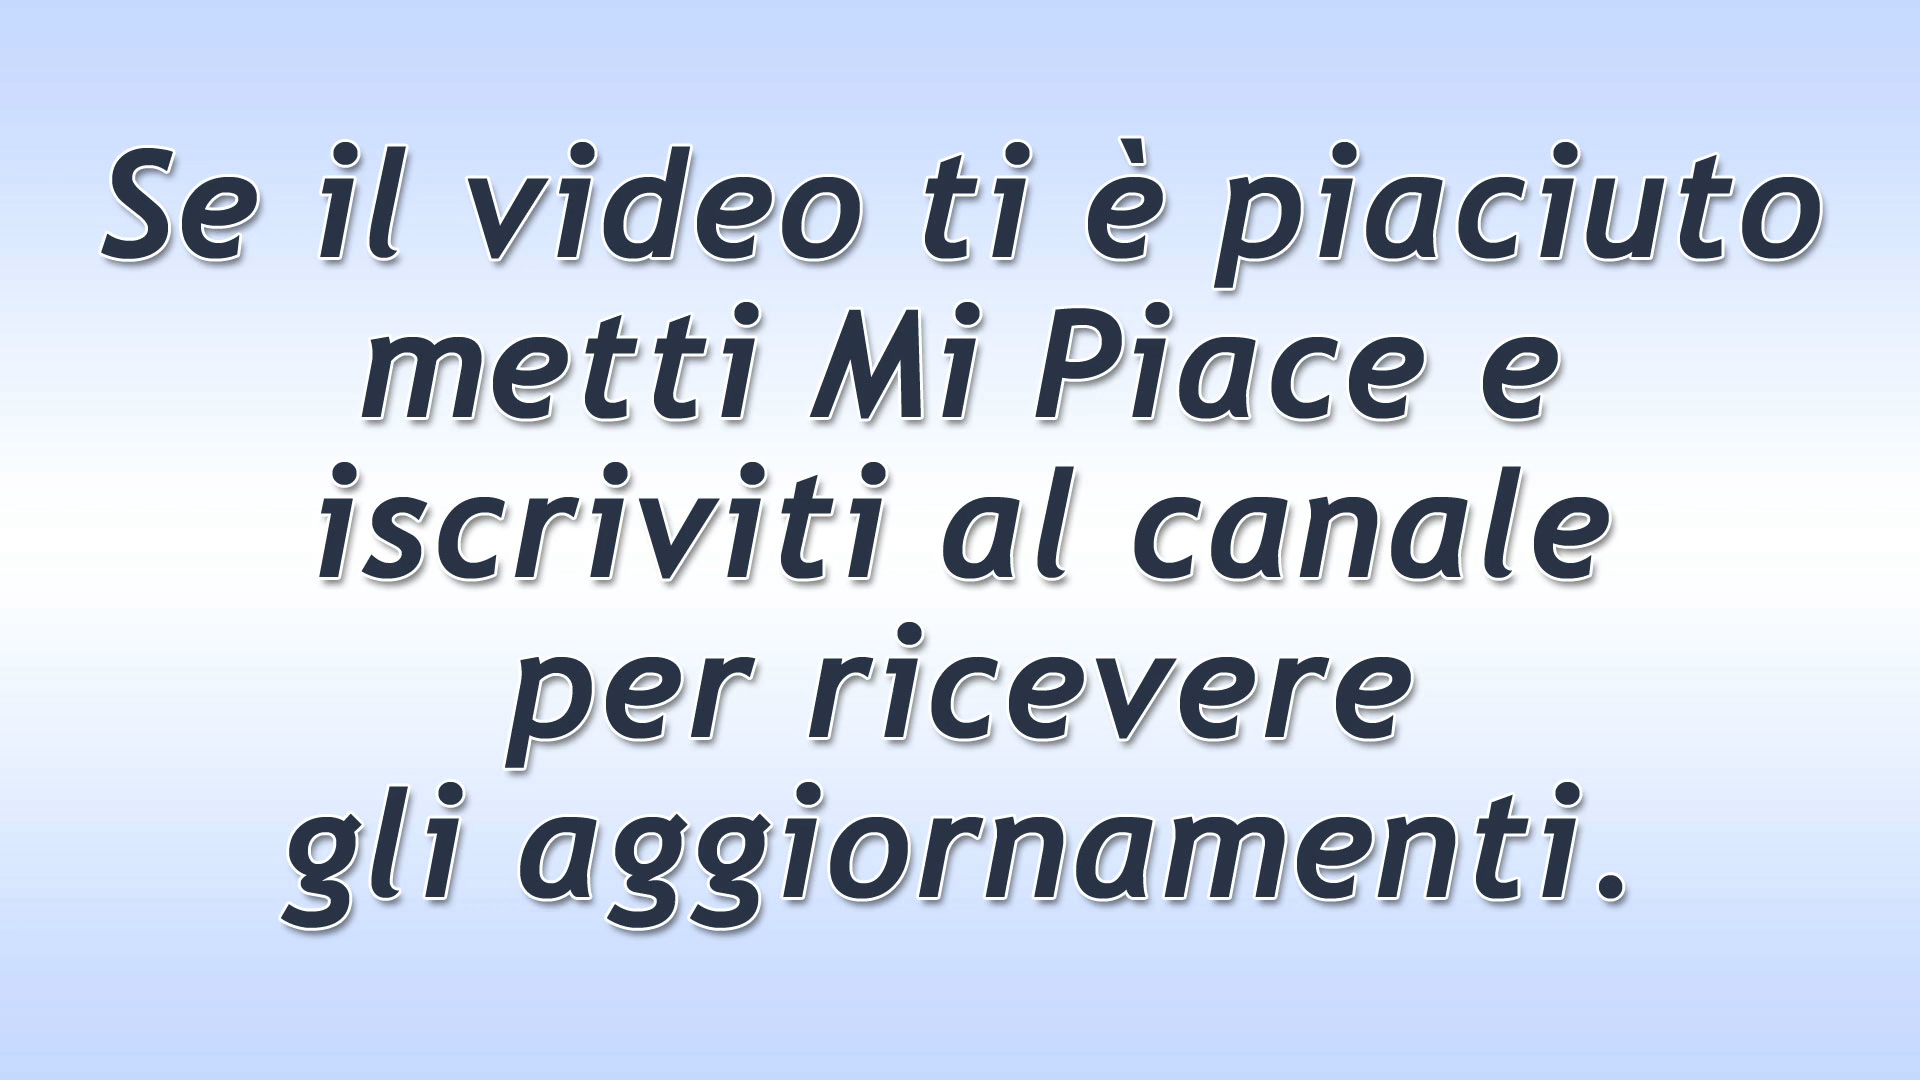 Se il video ti è piaciuto
metti Mi Piace e
iscriviti al canale
per ricevere
gli aggiornamenti.